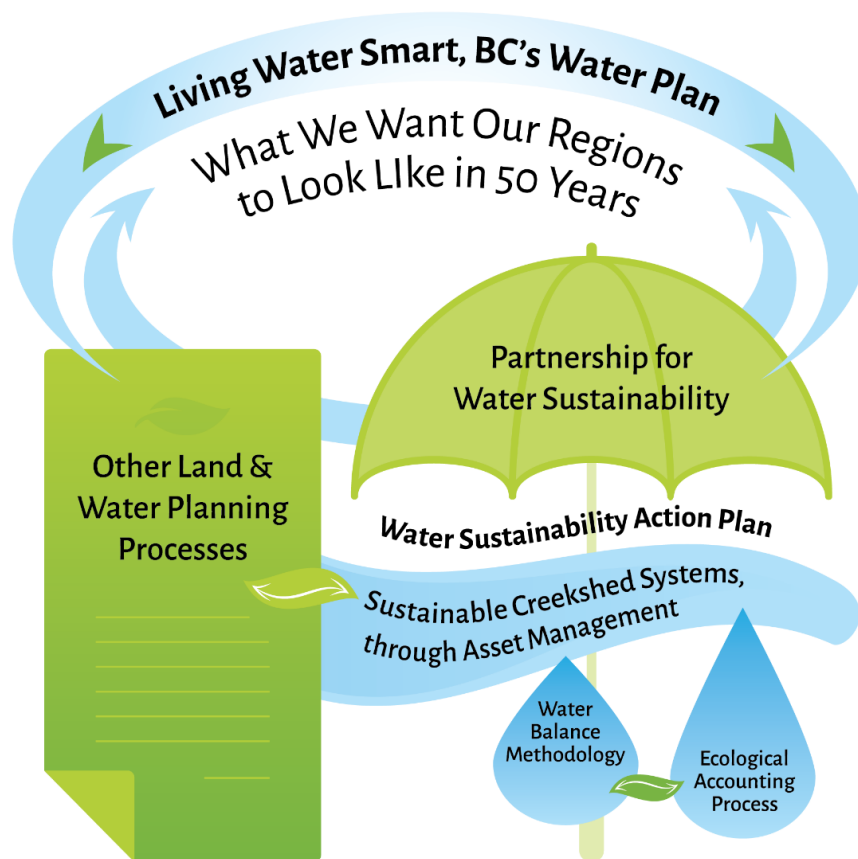 Living Water Smart, BC's Water Plan
What We Want Our Regions
to Look LIke in 50 Years
Partnership for
Water Sustainability
Other Land &
Water Planning
Processes
Water Sustainability Action Plan
Sustainable Creekshed Systems,
through Asset Management
Water
Balance
Methodology
Ecological
Accounting
Process